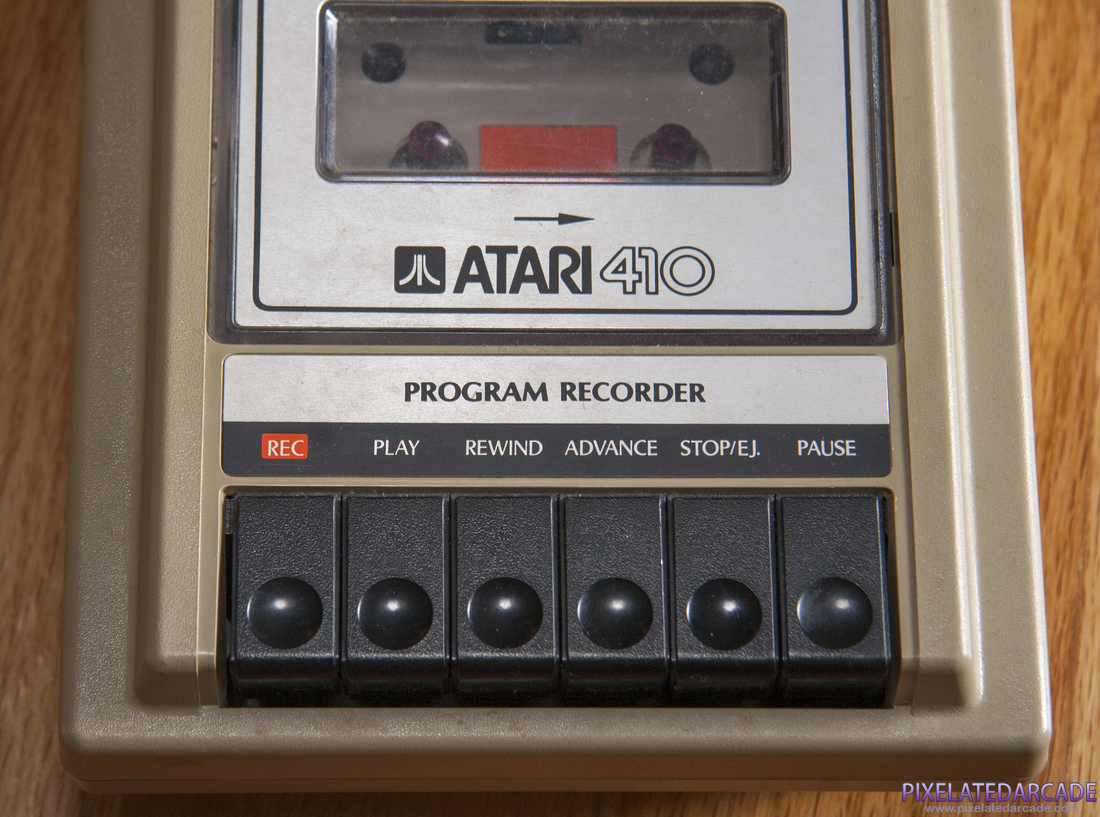 ATARI 410
PROGRAM RECORDER
REC PLAY REWIND ADVANCE STOP/EJ. PAUSE
PIXELATEDARCADE
www.pixelatedarcade.com